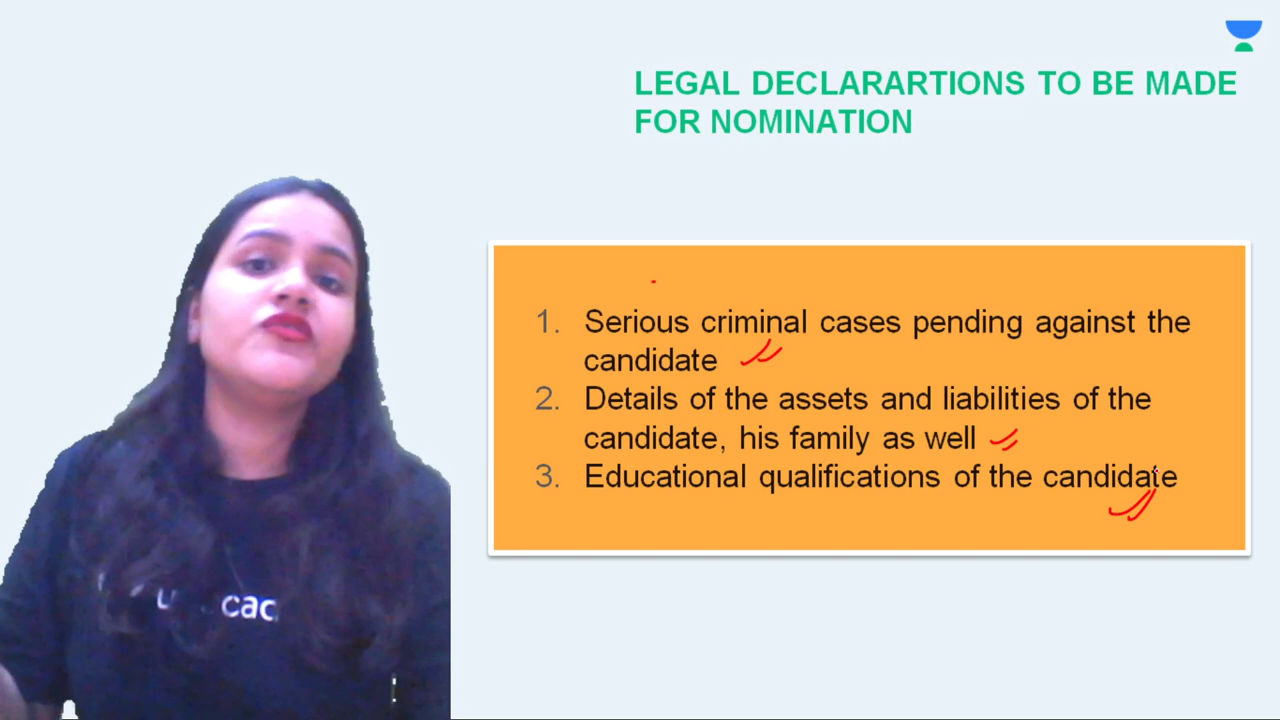 LEGAL DECLARARTIONS TO BE MADE
FOR NOMINATION
1. Serious criminal cases pending against the
candidate
2. Details of the assets and liabilities of the
candidate, his family as well
3. Educational qualifications of the candidate